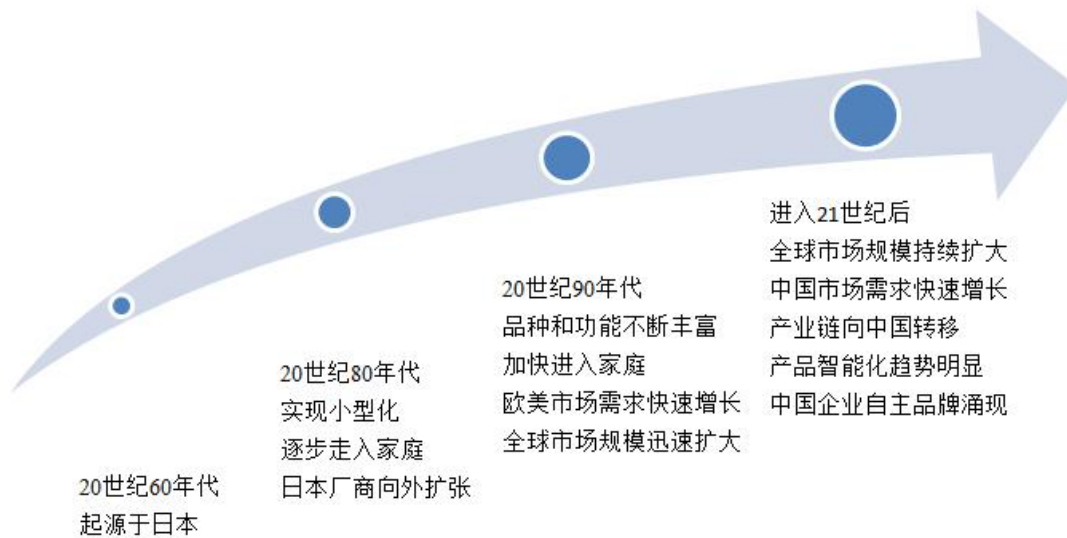 20世纪60年代
起源于日本
20世纪80年代
实现小型化
逐步走入家庭
日本厂商向外扩张
20世纪90年代
品种和功能不断丰富
加快进入家庭
欧美市场需求快速增长
全球市场规模迅速扩大
进入21世纪后
全球市场规模持续扩大
中国市场需求快速增长
产业链向中国转移
产品智能化趋势明显
中国企业自主品牌涌现